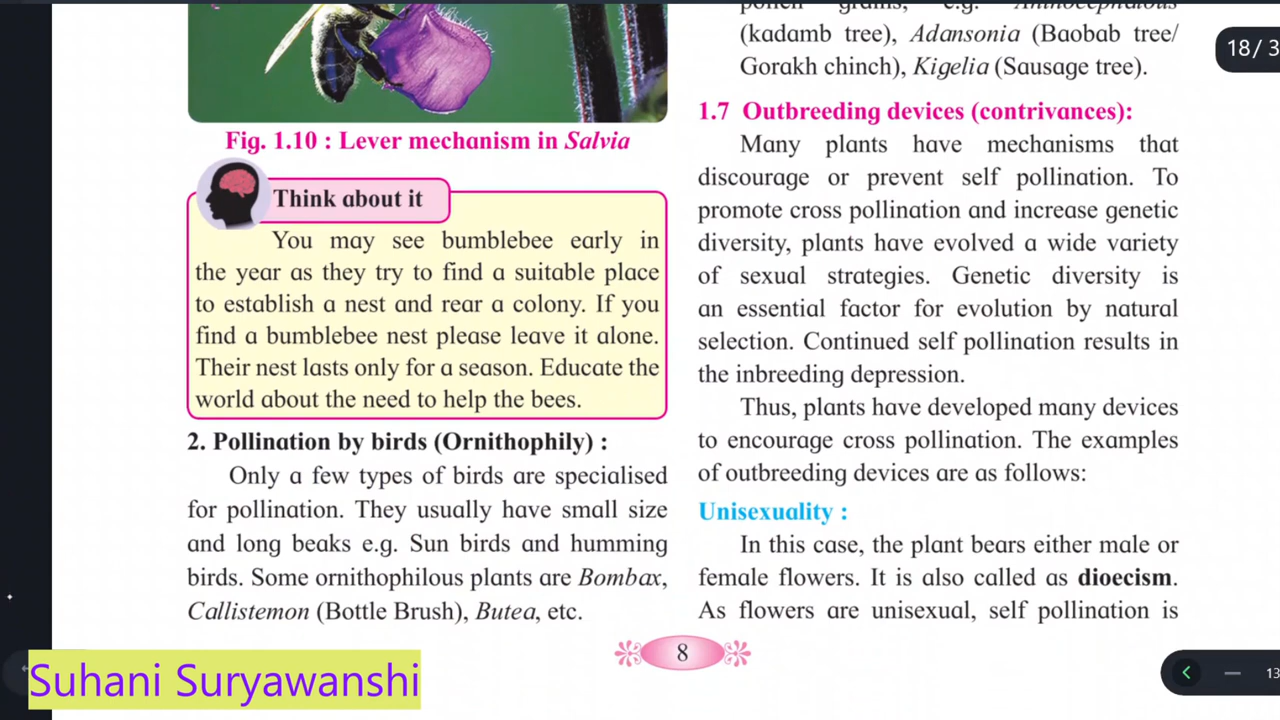 Fig. 1.10 : Lever mechanism in Salvia
Think about it
You may see bumblebee early in
the year as they try to find a suitable place
to establish a nest and rear a colony. If you
find a bumblebee nest please leave it alone.
Their nest lasts only for a season. Educate the
world about the need to help the bees.
2. Pollination by birds (Ornithophily) :
Only a few types of birds are specialised
for pollination. They usually have small size
and long beaks e.g. Sun birds and humming
birds. Some ornithophilous plants are Bombax,
Callistemon (Bottle Brush), Butea, etc.
pollen grains, e.g. Anthocephalous
(kadamb tree), Adansonia (Baobab tree/
Gorakh chinch), Kigelia (Sausage tree).
1.7 Outbreeding devices (contrivances):
Many plants have mechanisms that
discourage or prevent self pollination. To
promote cross pollination and increase genetic
diversity, plants have evolved a wide variety
of sexual strategies. Genetic diversity is
an essential factor for evolution by natural
selection. Continued self pollination results in
the inbreeding depression.
Thus, plants have developed many devices
to encourage cross pollination. The examples
of outbreeding devices are as follows:
Unisexuality :
In this case, the plant bears either male or
female flowers. It is also called as dioecism.
As flowers are unisexual, self pollination is
8
18 / 3
13
Suhani Suryawanshi